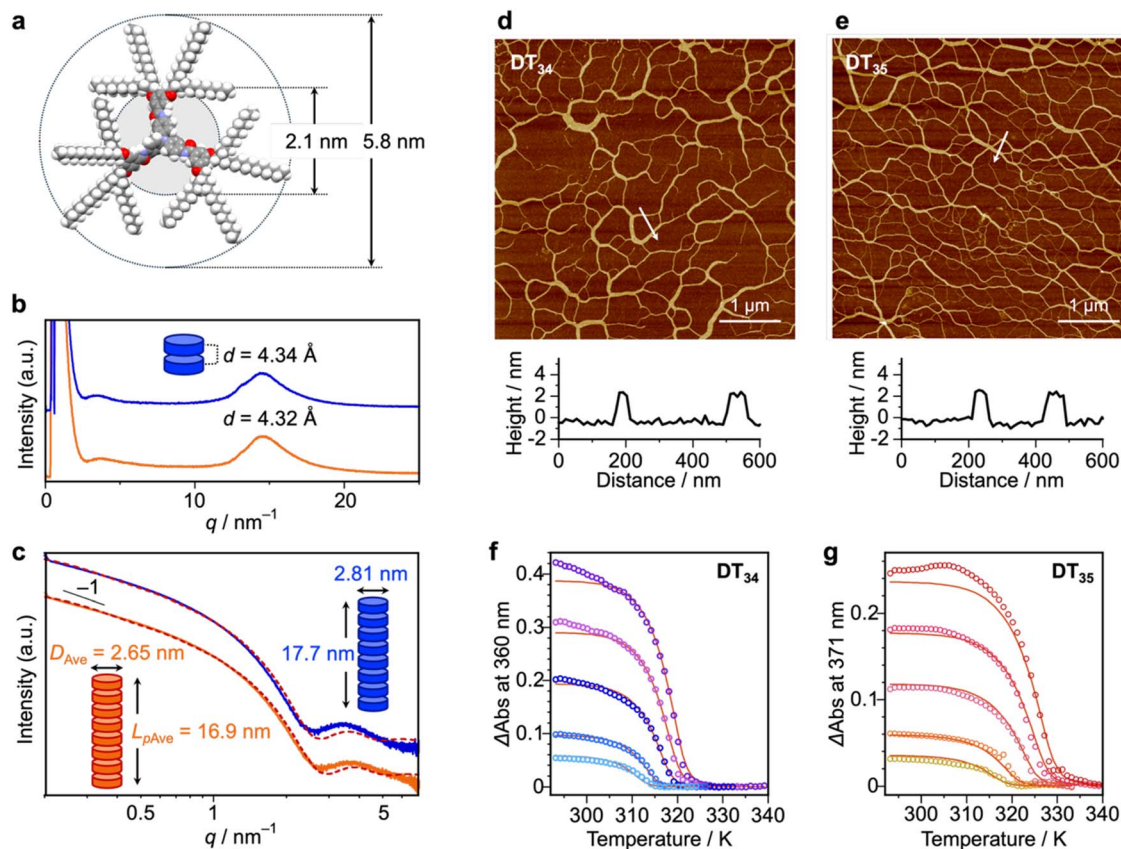 a
2.1 nm 5.8 nm
b
Intensity (a.u.)
d = 4.34 Å
d = 4.32 Å
0 10 20
q / nm⁻¹
c
Intensity (a.u.)
−1
2.81 nm
17.7 nm
D_Ave = 2.65 nm
L_pAve = 16.9 nm
0.5 1 5
q / nm⁻¹
d
DT₃₄
1 µm
Height / nm
4
2
0
-2
0 200 400 600
Distance / nm
e
DT₃₅
1 µm
Height / nm
4
2
0
-2
0 200 400 600
Distance / nm
f
DT₃₄
ΔAbs at 360 nm
0.4
0.3
0.2
0.1
0
300 310 320 330 340
Temperature / K
g
DT₃₅
ΔAbs at 371 nm
0.2
0.1
0
300 310 320 330 340
Temperature / K